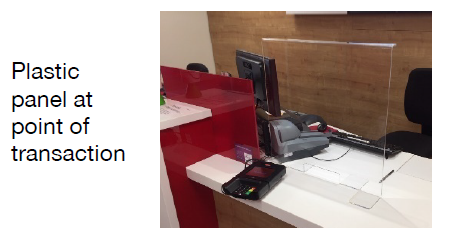 Plastic
panel at
point of
transaction